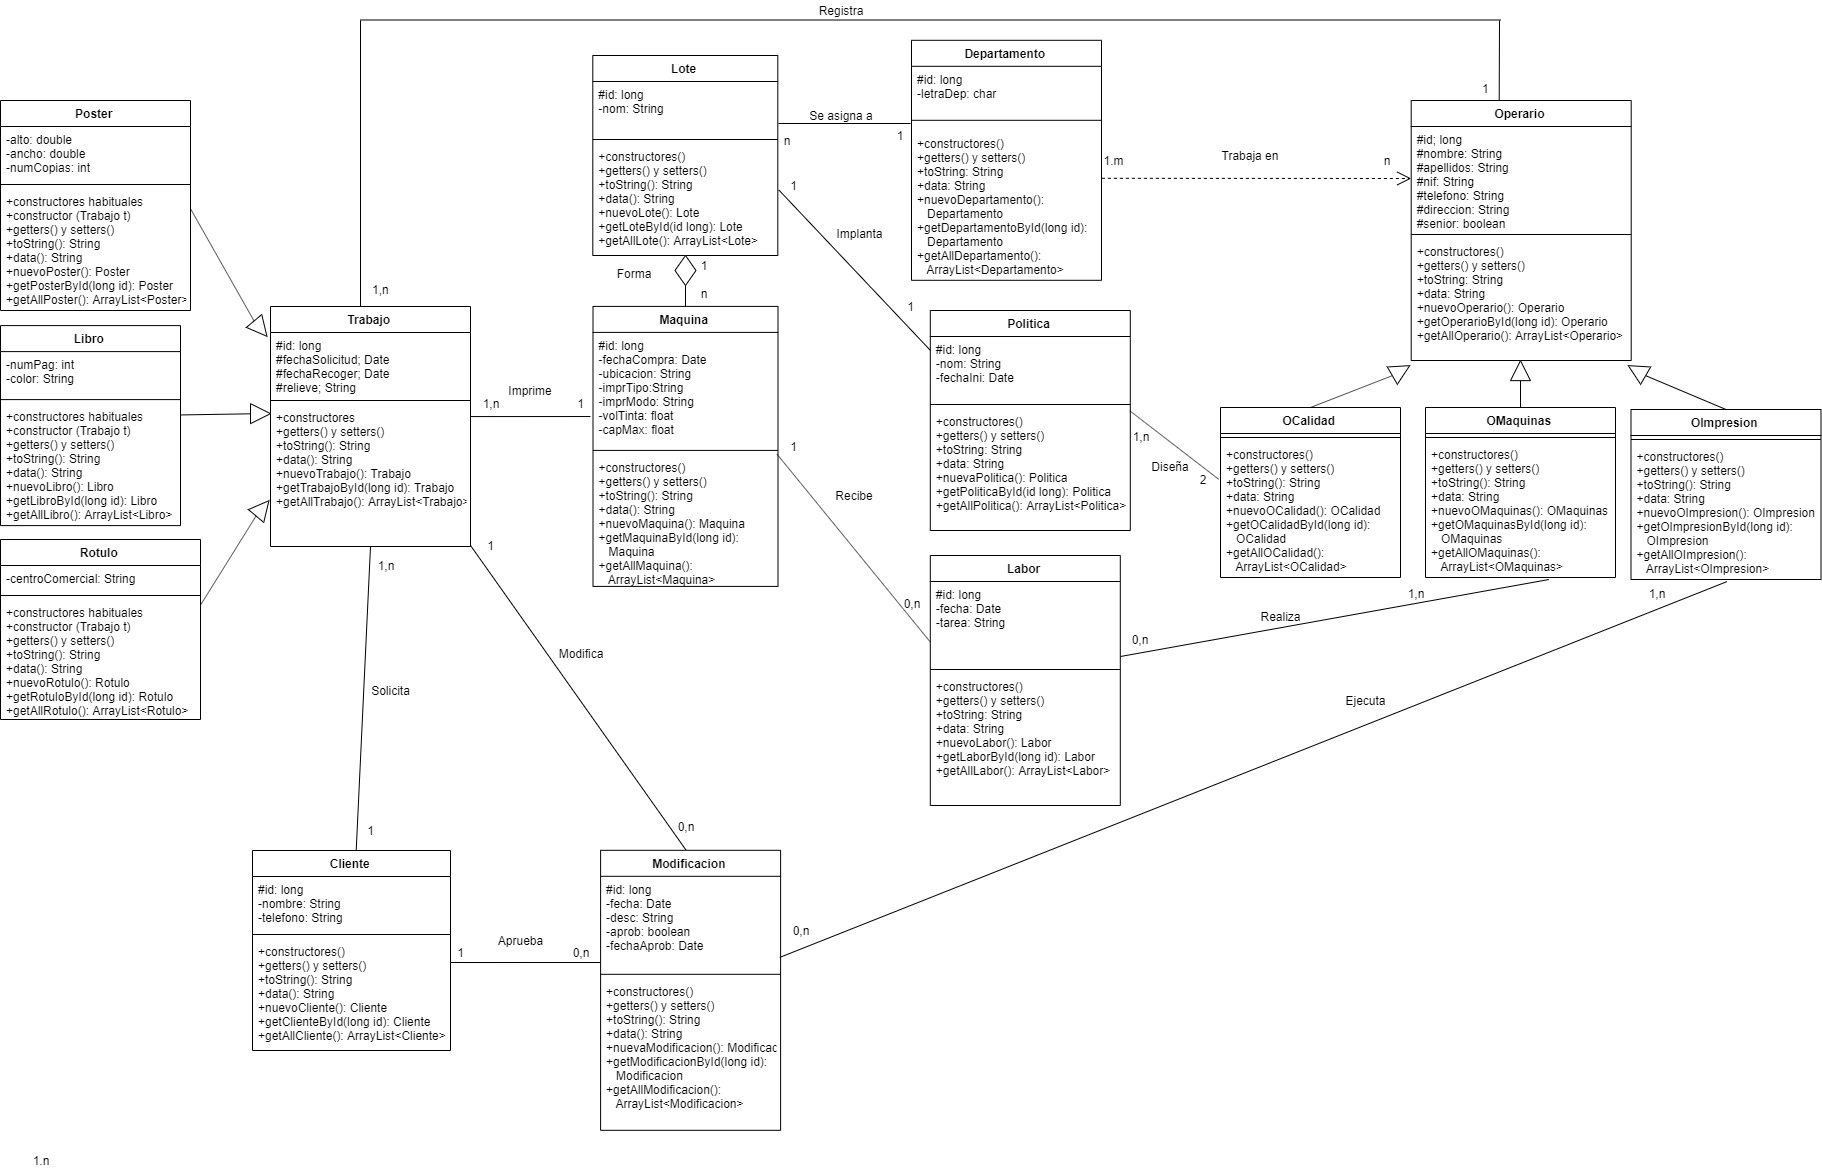 Registra
1
1,n
Poster
-alto: double
-ancho: double
-numCopias: int
+constructores habituales
+constructor (Trabajo t)
+getters() y setters()
+toString(): String
+data(): String
+nuevoPoster(): Poster
+getPosterById(long id): Poster
+getAllPoster(): ArrayList<Poster>
Libro
-numPag: int
-color: String
+constructores habituales
+constructor (Trabajo t)
+getters() y setters()
+toString(): String
+data(): String
+nuevoLibro(): Libro
+getLibroById(long id): Libro
+getAllLibro(): ArrayList<Libro>
Rotulo
-centroComercial: String
+constructores habituales
+constructor (Trabajo t)
+getters() y setters()
+toString(): String
+data(): String
+nuevoRotulo(): Rotulo
+getRotuloById(long id): Rotulo
+getAllRotulo(): ArrayList<Rotulo>
Trabajo
#id: long
#fechaSolicitud; Date
#fechaRecoger; Date
#relieve; String
+constructores
+getters() y setters()
+toString(): String
+data(): String
+nuevoTrabajo(): Trabajo
+getTrabajoById(long id): Trabajo
+getAllTrabajo(): ArrayList<Trabajo>
Lote
#id: long
-nom: String
+constructores()
+getters() y setters()
+toString(): String
+data(): String
+nuevoLote(): Lote
+getLoteById(id long): Lote
+getAllLote(): ArrayList<Lote>
Se asigna a
n
1
Forma
1
n
Implanta
1
1
Maquina
#id: long
-fechaCompra: Date
-ubicacion: String
-imprTipo:String
-imprModo: String
-volTinta: float
-capMax: float
+constructores()
+getters() y setters()
+toString(): String
+data(): String
+nuevoMaquina(): Maquina
+getMaquinaById(long id):
Maquina
+getAllMaquina():
ArrayList<Maquina>
Imprime
1,n
1
Recibe
1
0,n
Departamento
#id: long
-letraDep: char
+constructores()
+getters() y setters()
+toString: String
+data: String
+nuevoDepartamento():
Departamento
+getDepartamentoById(long id):
Departamento
+getAllDepartamento():
ArrayList<Departamento>
Trabaja en
1.m
n
Politica
#id: long
-nom: String
-fechaIni: Date
+constructores()
+getters() y setters()
+toString: String
+data: String
+nuevaPolitica(): Politica
+getPoliticaById(id long): Politica
+getAllPolitica(): ArrayList<Politica>
1,n
Diseña
2
Operario
#id; long
#nombre: String
#apellidos: String
#nif: String
#telefono: String
#direccion: String
#senior: boolean
+constructores()
+getters() y setters()
+toString: String
+data: String
+nuevoOperario(): Operario
+getOperarioById(long id): Operario
+getAllOperario(): ArrayList<Operario>
OCalidad
+constructores()
+getters() y setters()
+toString(): String
+data: String
+nuevoOCalidad(): OCalidad
+getOCalidadById(long id):
OCalidad
+getAllOCalidad():
ArrayList<OCalidad>
OMaquinas
+constructores()
+getters() y setters()
+toString(): String
+data: String
+nuevoOMaquinas(): OMaquinas
+getOMaquinasById(long id):
OMaquinas
+getAllOMaquinas():
ArrayList<OMaquinas>
OImpresion
+constructores()
+getters() y setters()
+toString(): String
+data: String
+nuevoOImpresion(): OImpresion
+getOImpresionById(long id):
OImpresion
+getAllOImpresion():
ArrayList<OImpresion>
Labor
#id: long
-fecha: Date
-tarea: String
+constructores()
+getters() y setters()
+toString: String
+data: String
+nuevoLabor(): Labor
+getLaborById(long id): Labor
+getAllLabor(): ArrayList<Labor>
0,n
Realiza
1,n
1,n
Ejecuta
0,n
1
Modifica
0,n
1,n
Solicita
1
Cliente
#id: long
-nombre: String
-telefono: String
+constructores()
+getters() y setters()
+toString(): String
+data(): String
+nuevoCliente(): Cliente
+getClienteById(long id): Cliente
+getAllCliente(): ArrayList<Cliente>
Aprueba
1
0,n
Modificacion
#id: long
-fecha: Date
-desc: String
-aprob: boolean
-fechaAprob: Date
+constructores()
+getters() y setters()
+toString(): String
+data(): String
+nuevaModificacion(): Modificac
+getModificacionById(long id):
Modificacion
+getAllModificacion():
ArrayList<Modificacion>
1,n